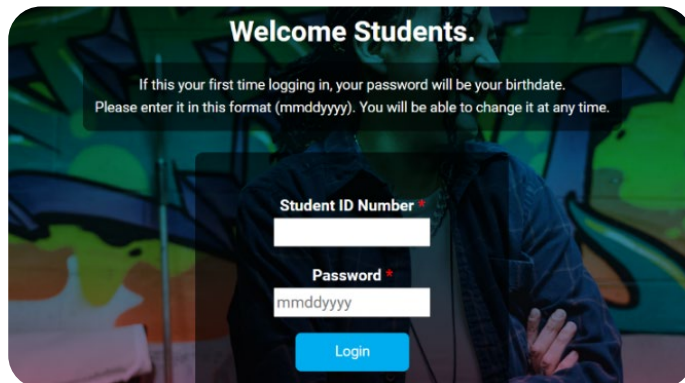 Welcome Students.
If this your first time logging in, your password will be your birthdate.
Please enter it in this format (mmddyyyy). You will be able to change it at any time.
Student ID Number *
Password *
mmddyyyy
Login